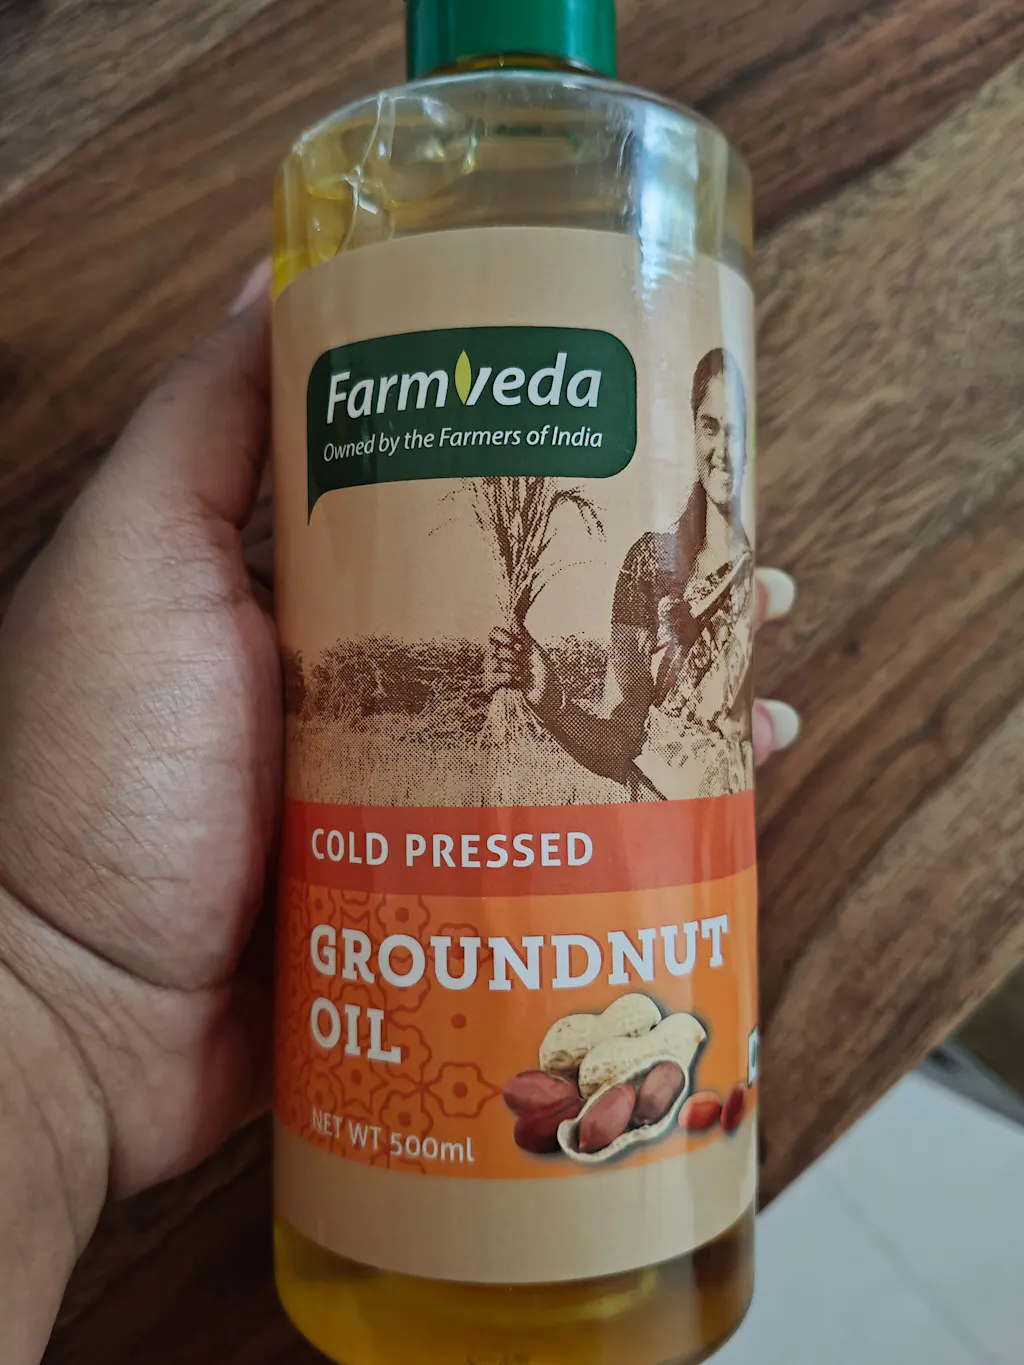 Farmveda
Owned by the Farmers of India
COLD PRESSED
GROUNDNUT
OIL
NET WT 500ml